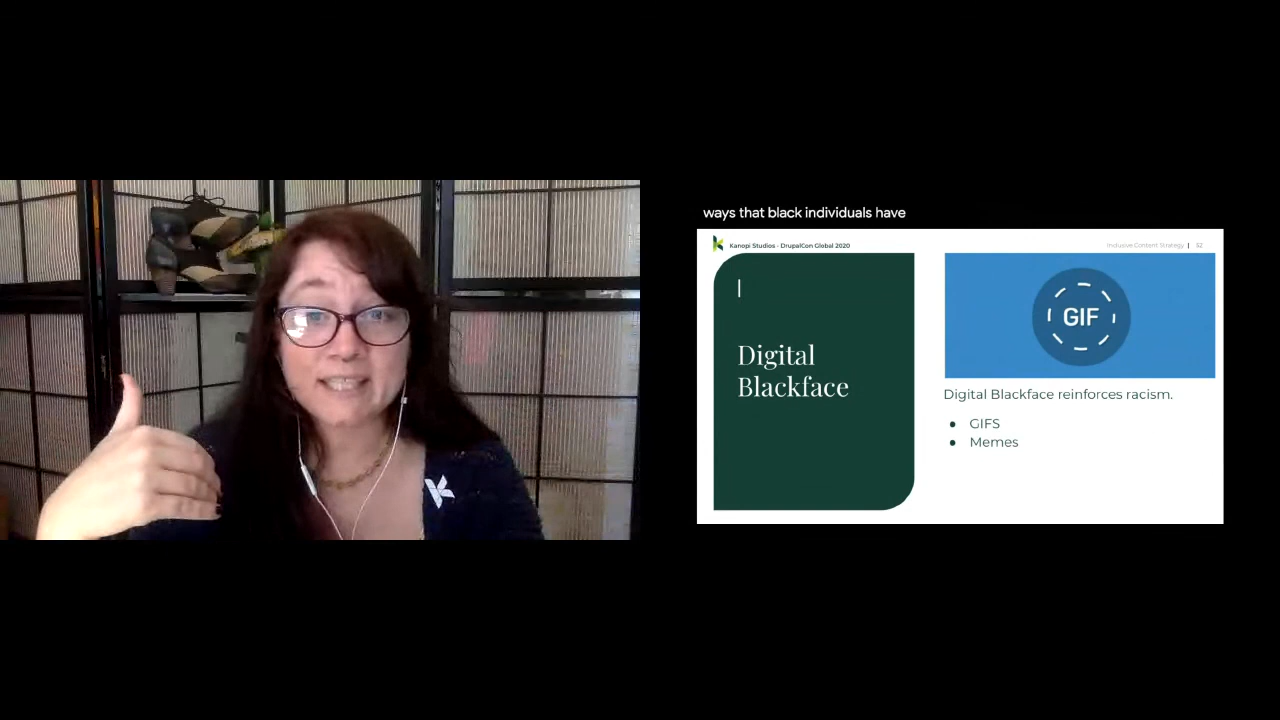 ways that black individuals have
Kanopi Studios - DrupalCon Global 2020
Inclusive Content Strategy | 52
Digital
Blackface
GIF
Digital Blackface reinforces racism.
● GIFS
● Memes